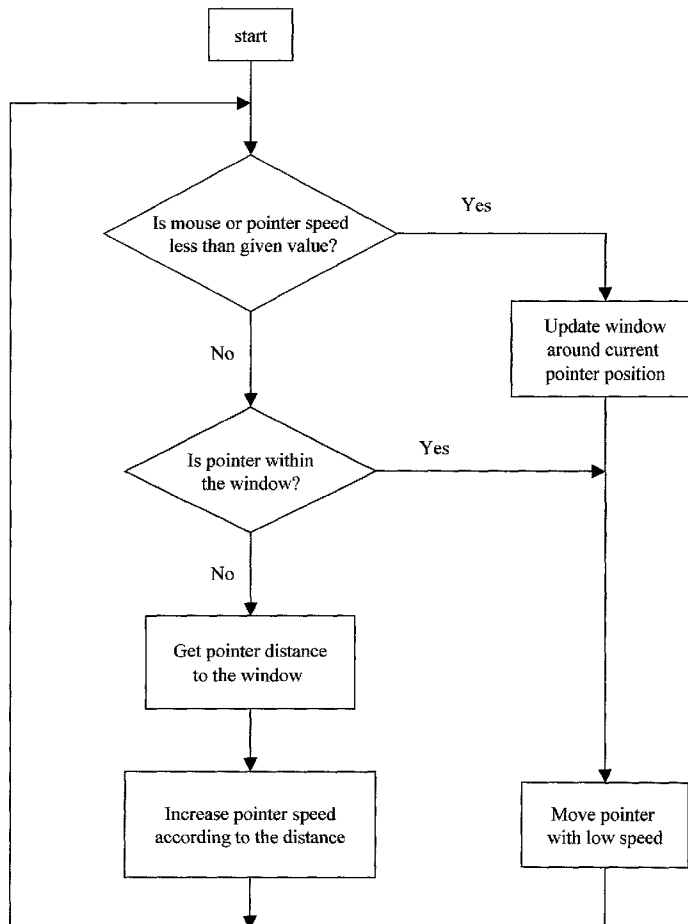 start
Is mouse or pointer speed
less than given value?
Yes
Update window
around current
pointer position
No
Is pointer within
the window?
Yes
No
Get pointer distance
to the window
Increase pointer speed
according to the distance
Move pointer
with low speed